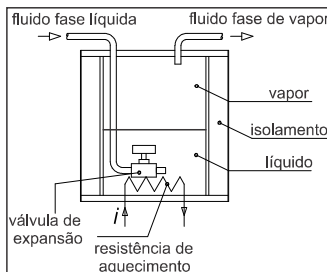 fluido fase líquida
fluido fase de vapor
vapor
isolamento
líquido
válvula de
expansão
i
resistência de
aquecimento